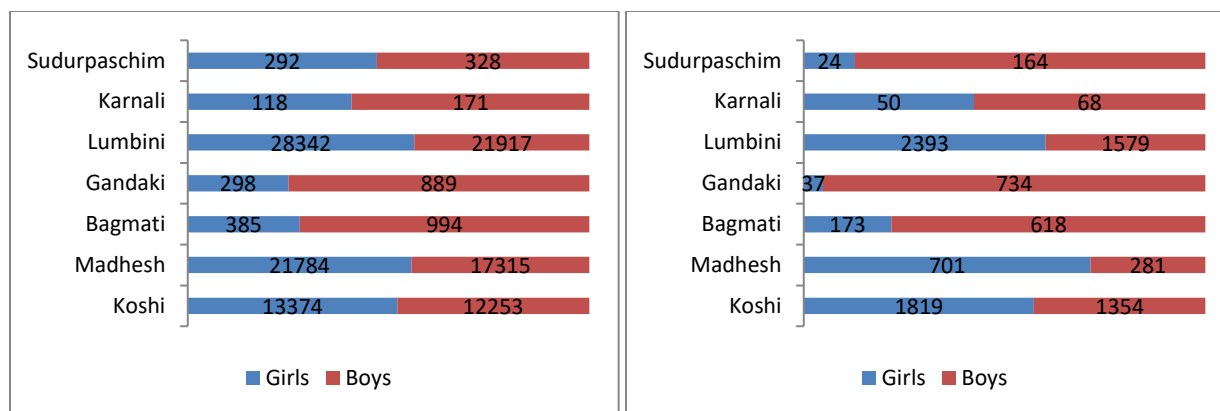 Sudurpaschim 292 328
Karnali 118 171
Lumbini 28342 21917
Gandaki 298 889
Bagmati 385 994
Madhesh 21784 17315
Koshi 13374 12253
Girls Boys
Sudurpaschim 24 164
Karnali 50 68
Lumbini 2393 1579
Gandaki 37 734
Bagmati 173 618
Madhesh 701 281
Koshi 1819 1354
Girls Boys